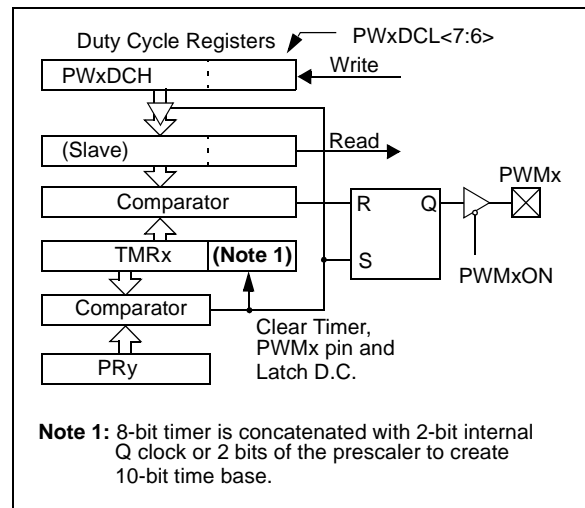 Duty Cycle Registers
PWxDCL<7:6>
PWxDCH
Write
(Slave)
Read
Comparator
PWMx
R
Q
TMRx
(Note 1)
S
PWMxON
Comparator
Clear Timer,
PWMx pin and
Latch D.C.
PRy
Note 1: 8-bit timer is concatenated with 2-bit internal
Q clock or 2 bits of the prescaler to create
10-bit time base.